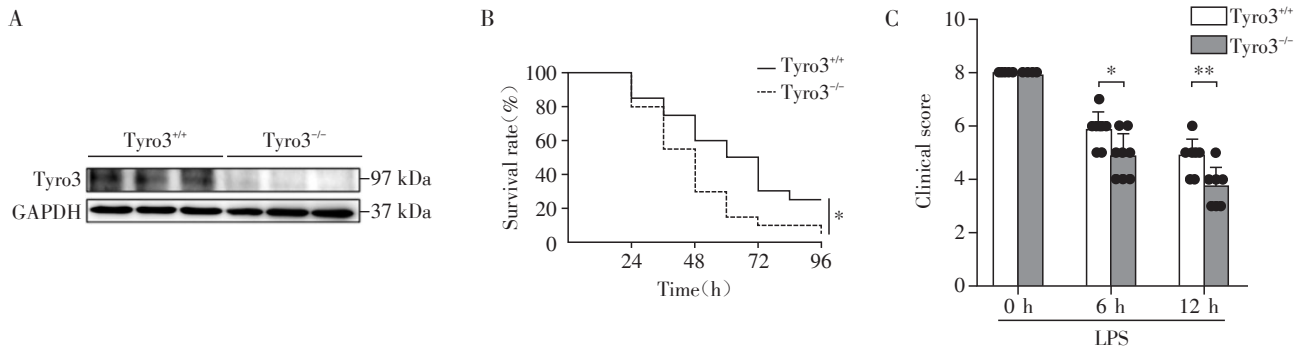 A
Tyro3⁺/⁺ Tyro3⁻/⁻
Tyro3 97 kDa
GAPDH 37 kDa
B
Survival rate(%)
100
80
60
40
20
0
24 48 72 96
Time(h)
Tyro3⁺/⁺
Tyro3⁻/⁻
*
C
Tyro3⁺/⁺
Tyro3⁻/⁻
Clinical score
10
8
6
4
2
0
* **
0 h 6 h 12 h
LPS